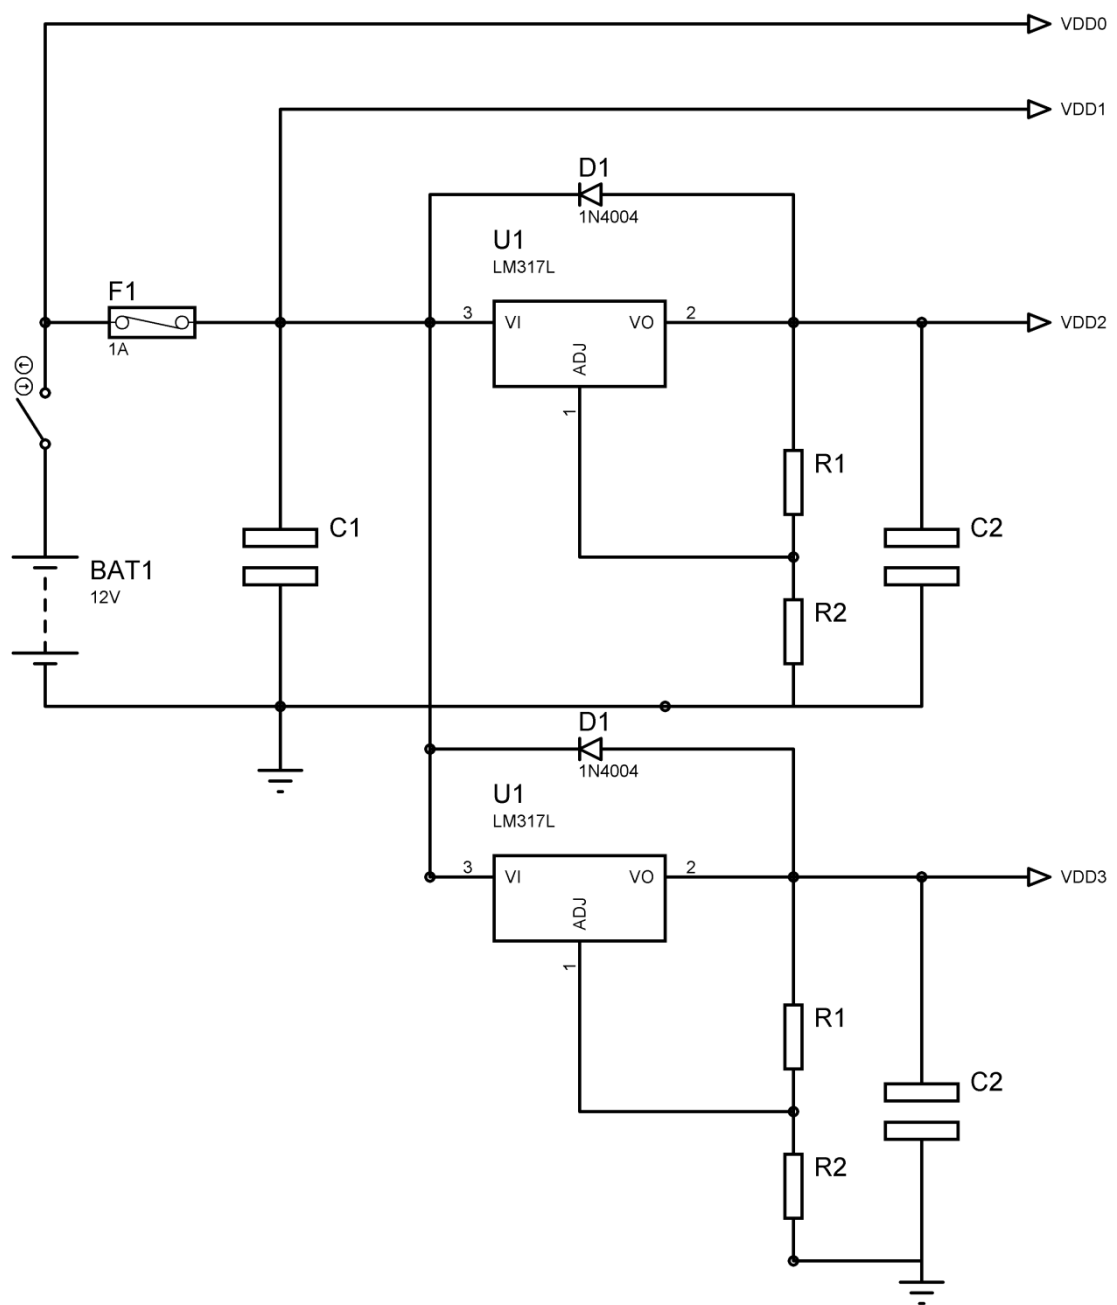 VDD0
VDD1
D1
1N4004
U1
LM317L
F1
1A
3
VI
VO
2
VDD2
ADJ
1
R1
C1
C2
BAT1
12V
R2
D1
1N4004
U1
LM317L
3
VI
VO
2
VDD3
ADJ
1
R1
C2
R2